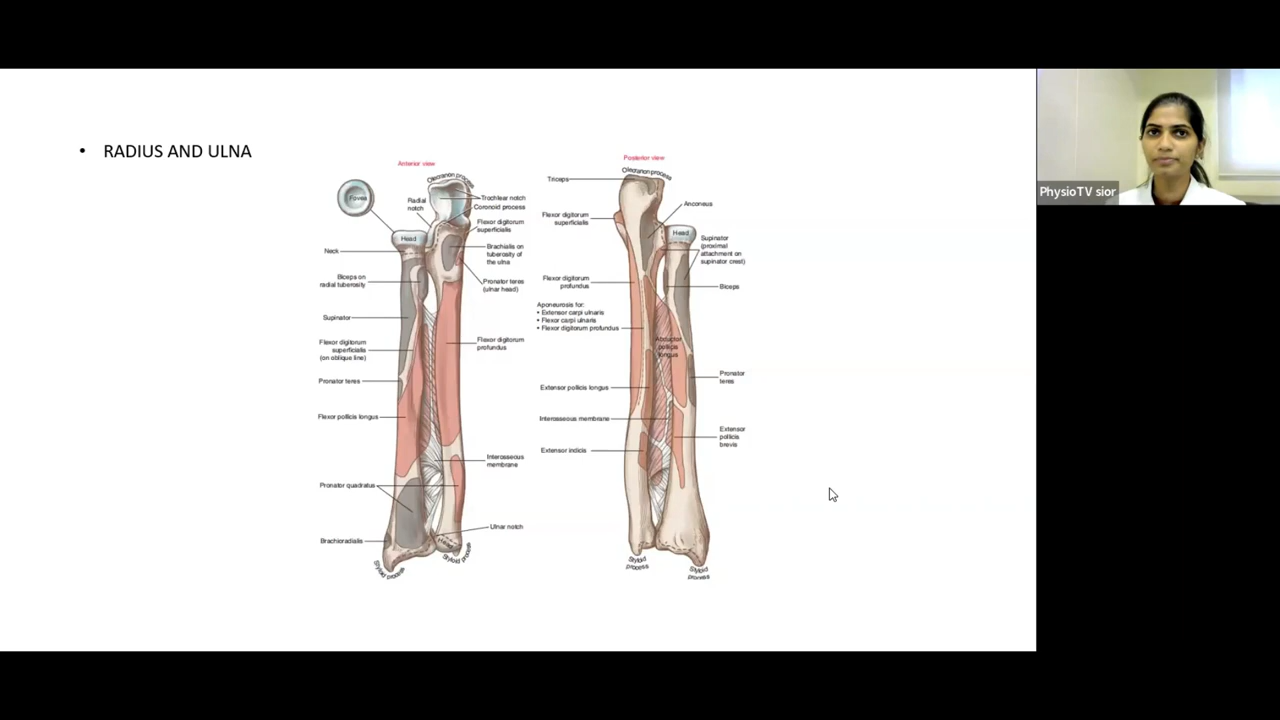 • RADIUS AND ULNA
PhysioTV sior
Anterior view
Olecranon process
Fovea
Radial
notch
Trochlear notch
Coronoid process
Flexor digitorum
superficialis
Head
Neck
Brachialis on
tuberosity of
the ulna
Biceps on
radial tuberosity
Pronator teres
(ulnar head)
Supinator
Flexor digitorum
superficialis
(on oblique line)
Flexor digitorum
profundus
Pronator teres
Flexor pollicis longus
Interosseous
membrane
Pronator quadratus
Ulnar notch
Brachioradialis
Head
Styloid process
Styloid process
Posterior view
Olecranon process
Triceps
Anconeus
Flexor digitorum
superficialis
Head
Supinator
(proximal
attachment on
supinator crest)
Flexor digitorum
profundus
Biceps
Aponeurosis for:
• Extensor carpi ulnaris
• Flexor carpi ulnaris
• Flexor digitorum profundus
Abductor
pollicis
longus
Pronator
teres
Extensor pollicis longus
Interosseous membrane
Extensor
pollicis
brevis
Extensor indicis
Styloid
process
Styloid
process